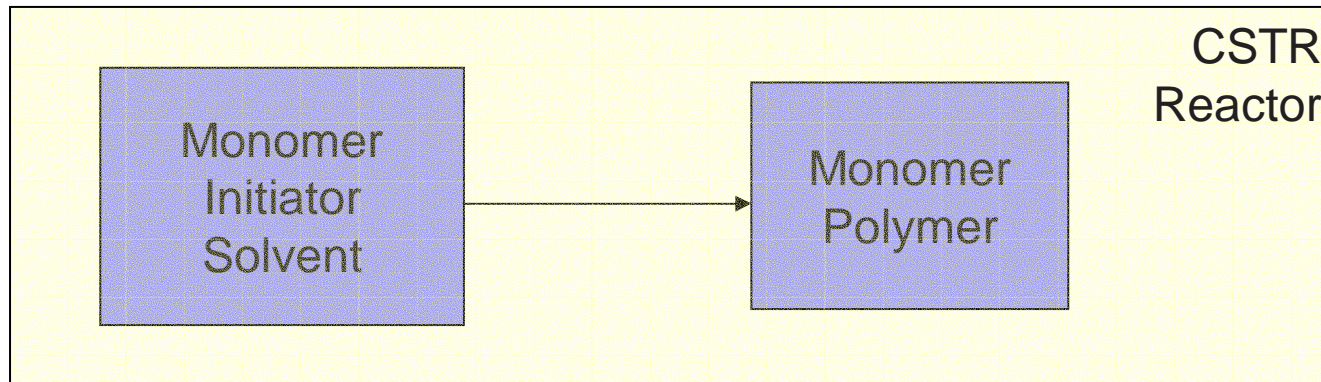 CSTR
Reactor
Monomer
Initiator
Solvent
Monomer
Polymer